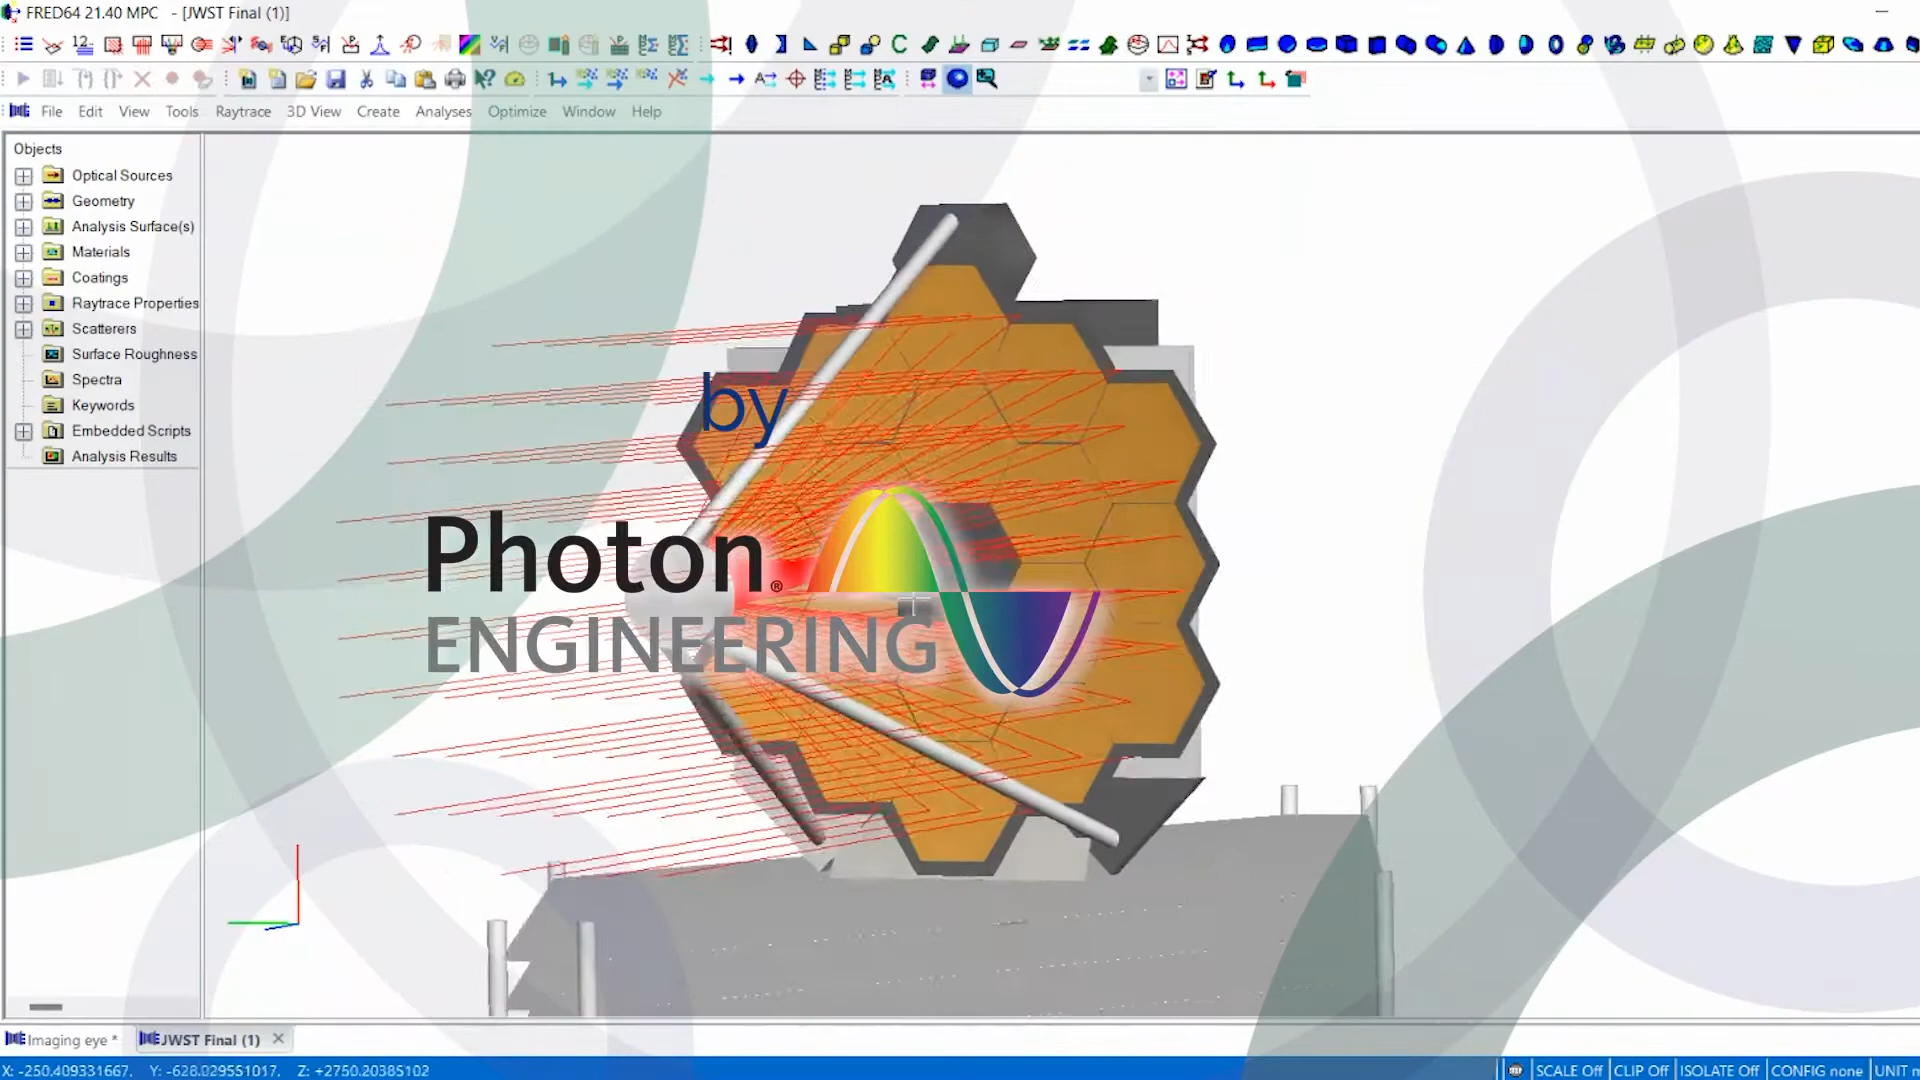 FRED64 21.40 MPC - [JWST Final (1)]
File Edit View Tools Raytrace 3D View Create Analyses Optimize Window Help
Objects
Optical Sources
Geometry
Analysis Surface(s)
Materials
Coatings
Raytrace Properties
Scatterers
Surface Roughness
Spectra
Keywords
Embedded Scripts
Analysis Results
by
Photon®
ENGINEERING
Imaging eye * JWST Final (1)
X: -250.409331667, Y: -628.029551017, Z: +2750.20385102 SCALE Off CLIP Off ISOLATE Off CONFIG none UNIT